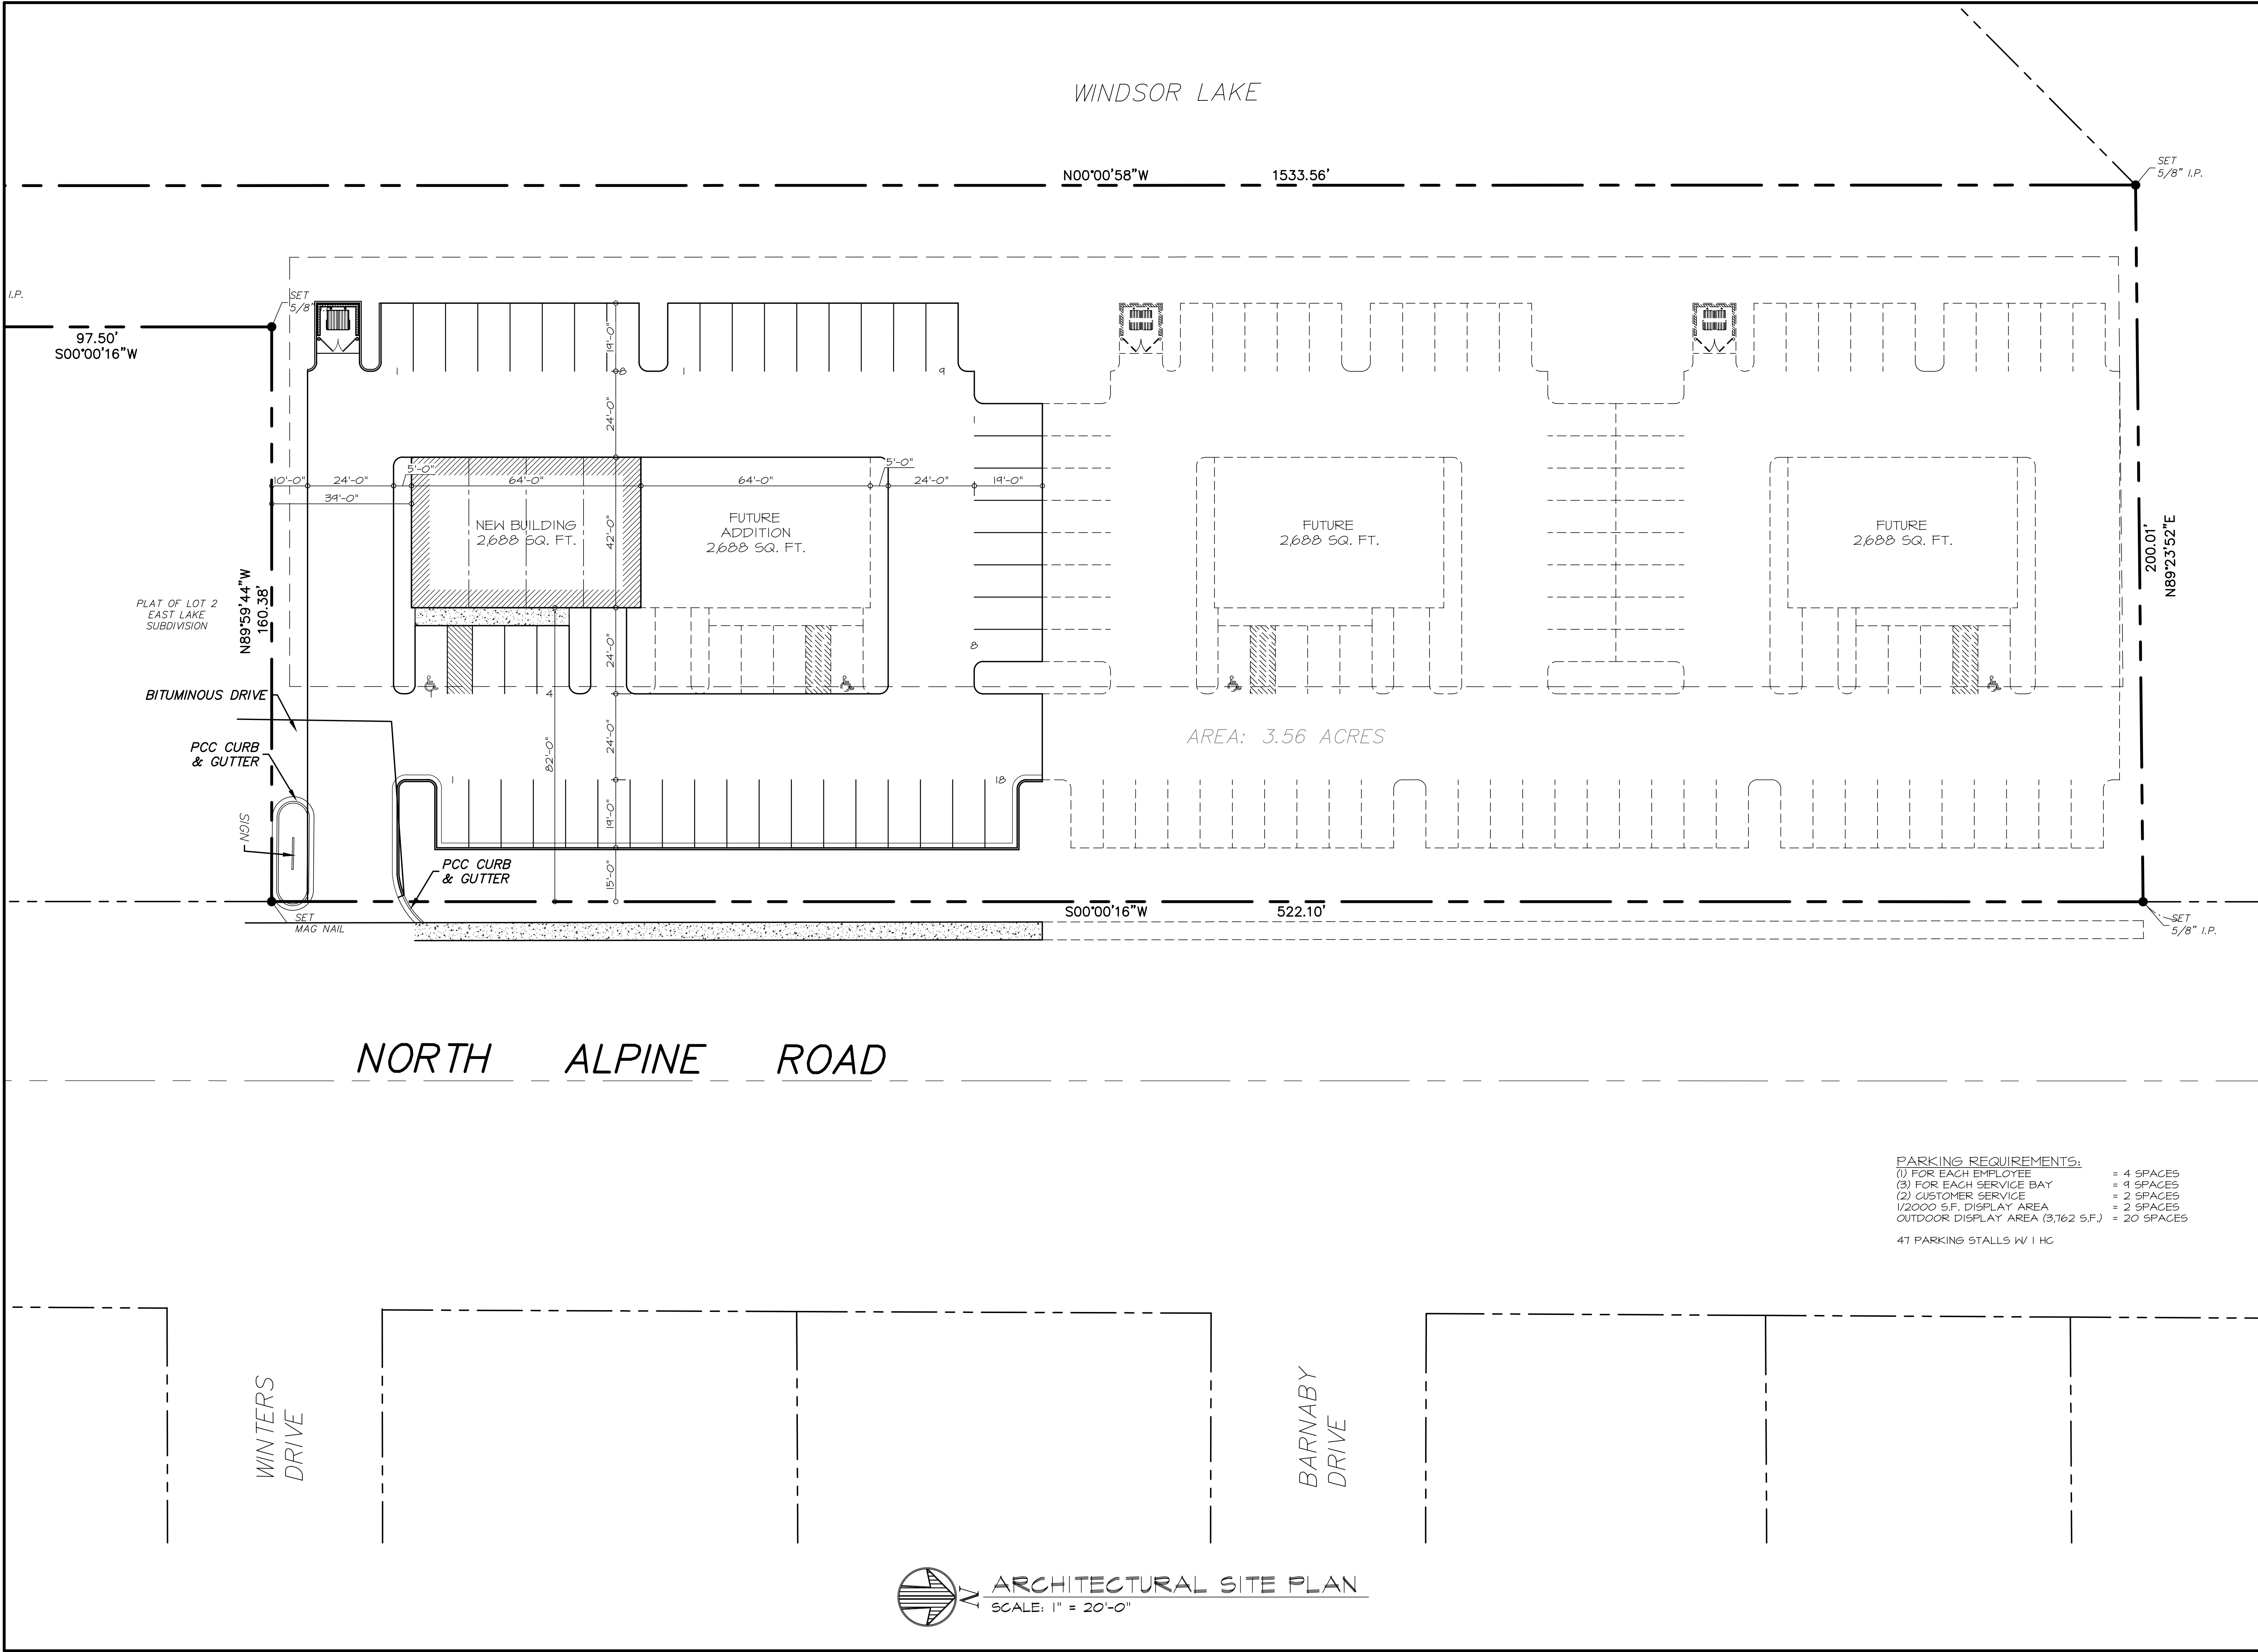 WINDSOR LAKE
N00°00'58"W 1533.56'
SET
5/8" I.P.
I.P.
SET
5/8"
97.50'
S00°00'16"W
19'-0"
1 8 1 9
24'-0"
5'-0"
5'-0"
10'-0" 24'-0" 64'-0" 64'-0" 24'-0" 19'-0"
39'-0"
NEW BUILDING
2,688 SQ. FT.
42'-0"
FUTURE
ADDITION
2,688 SQ. FT.
FUTURE
2,688 SQ. FT.
FUTURE
2,688 SQ. FT.
200.01'
N89°23'52"E
N89°59'44"W
160.38'
PLAT OF LOT 2
EAST LAKE
SUBDIVISION
24'-0"
8
4
BITUMINOUS DRIVE
PCC CURB
& GUTTER
82'-0"
24'-0"
AREA: 3.56 ACRES
1 18
SIGN
19'-0"
PCC CURB
& GUTTER
15'-0"
SET
MAG NAIL
S00°00'16"W 522.10'
SET
5/8" I.P.
NORTH ALPINE ROAD
PARKING REQUIREMENTS:
(1) FOR EACH EMPLOYEE = 4 SPACES
(3) FOR EACH SERVICE BAY = 9 SPACES
(2) CUSTOMER SERVICE = 2 SPACES
1/2000 S.F. DISPLAY AREA = 2 SPACES
OUTDOOR DISPLAY AREA (3,762 S.F.) = 20 SPACES
47 PARKING STALLS W/ 1 HC
WINTERS
DRIVE
BARNABY
DRIVE
N
ARCHITECTURAL SITE PLAN
SCALE: 1" = 20'-0"